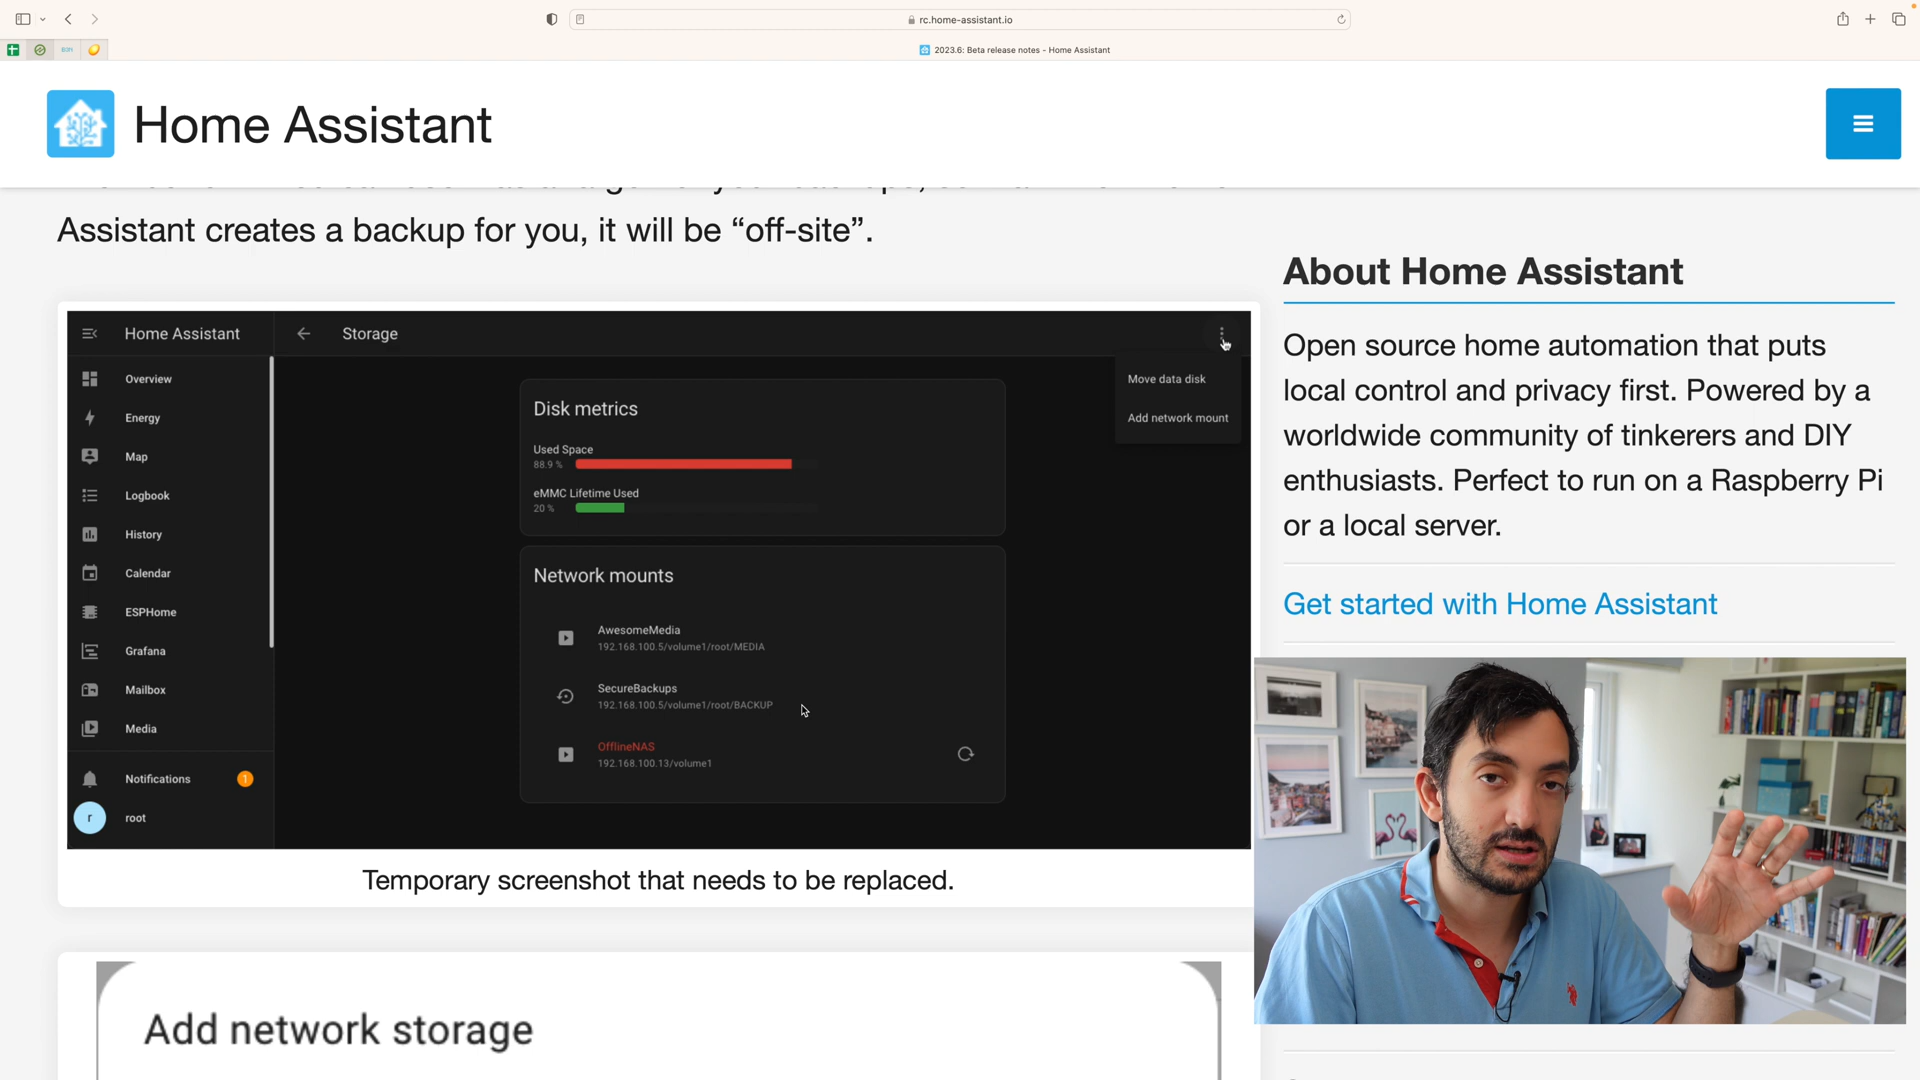 rc.home-assistant.io
2023.6: Beta release notes - Home Assistant
Home Assistant
Assistant creates a backup for you, it will be “off-site”.
Home Assistant
Storage
Overview
Energy
Map
Logbook
History
Calendar
ESPHome
Grafana
Mailbox
Media
Notifications
1
r
root
Move data disk
Add network mount
Disk metrics
Used Space
88.9 %
eMMC Lifetime Used
20 %
Network mounts
AwesomeMedia
192.168.100.5/volume1/root/MEDIA
SecureBackups
192.168.100.5/volume1/root/BACKUP
OfflineNAS
192.168.100.13/volume1
Temporary screenshot that needs to be replaced.
Add network storage
About Home Assistant
Open source home automation that puts
local control and privacy first. Powered by a
worldwide community of tinkerers and DIY
enthusiasts. Perfect to run on a Raspberry Pi
or a local server.
Get started with Home Assistant